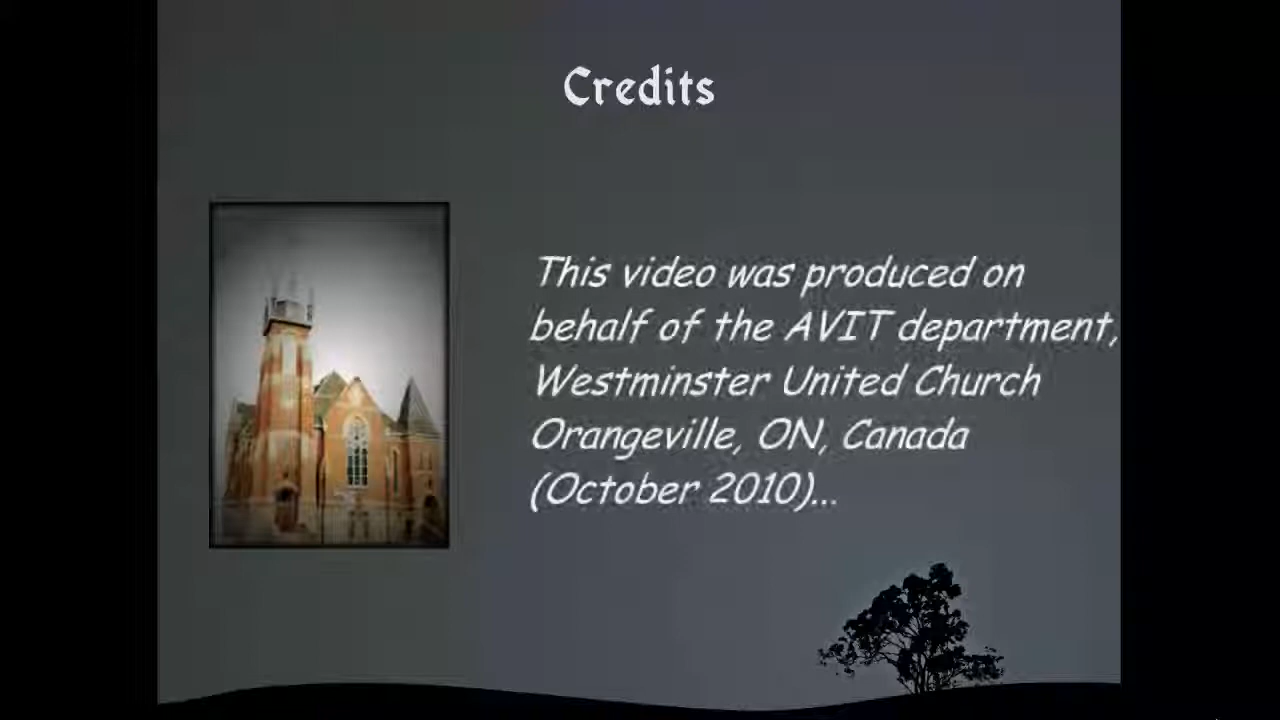 Credits
This video was produced on
behalf of the AVIT department,
Westminster United Church
Orangeville, ON, Canada
(October 2010)...